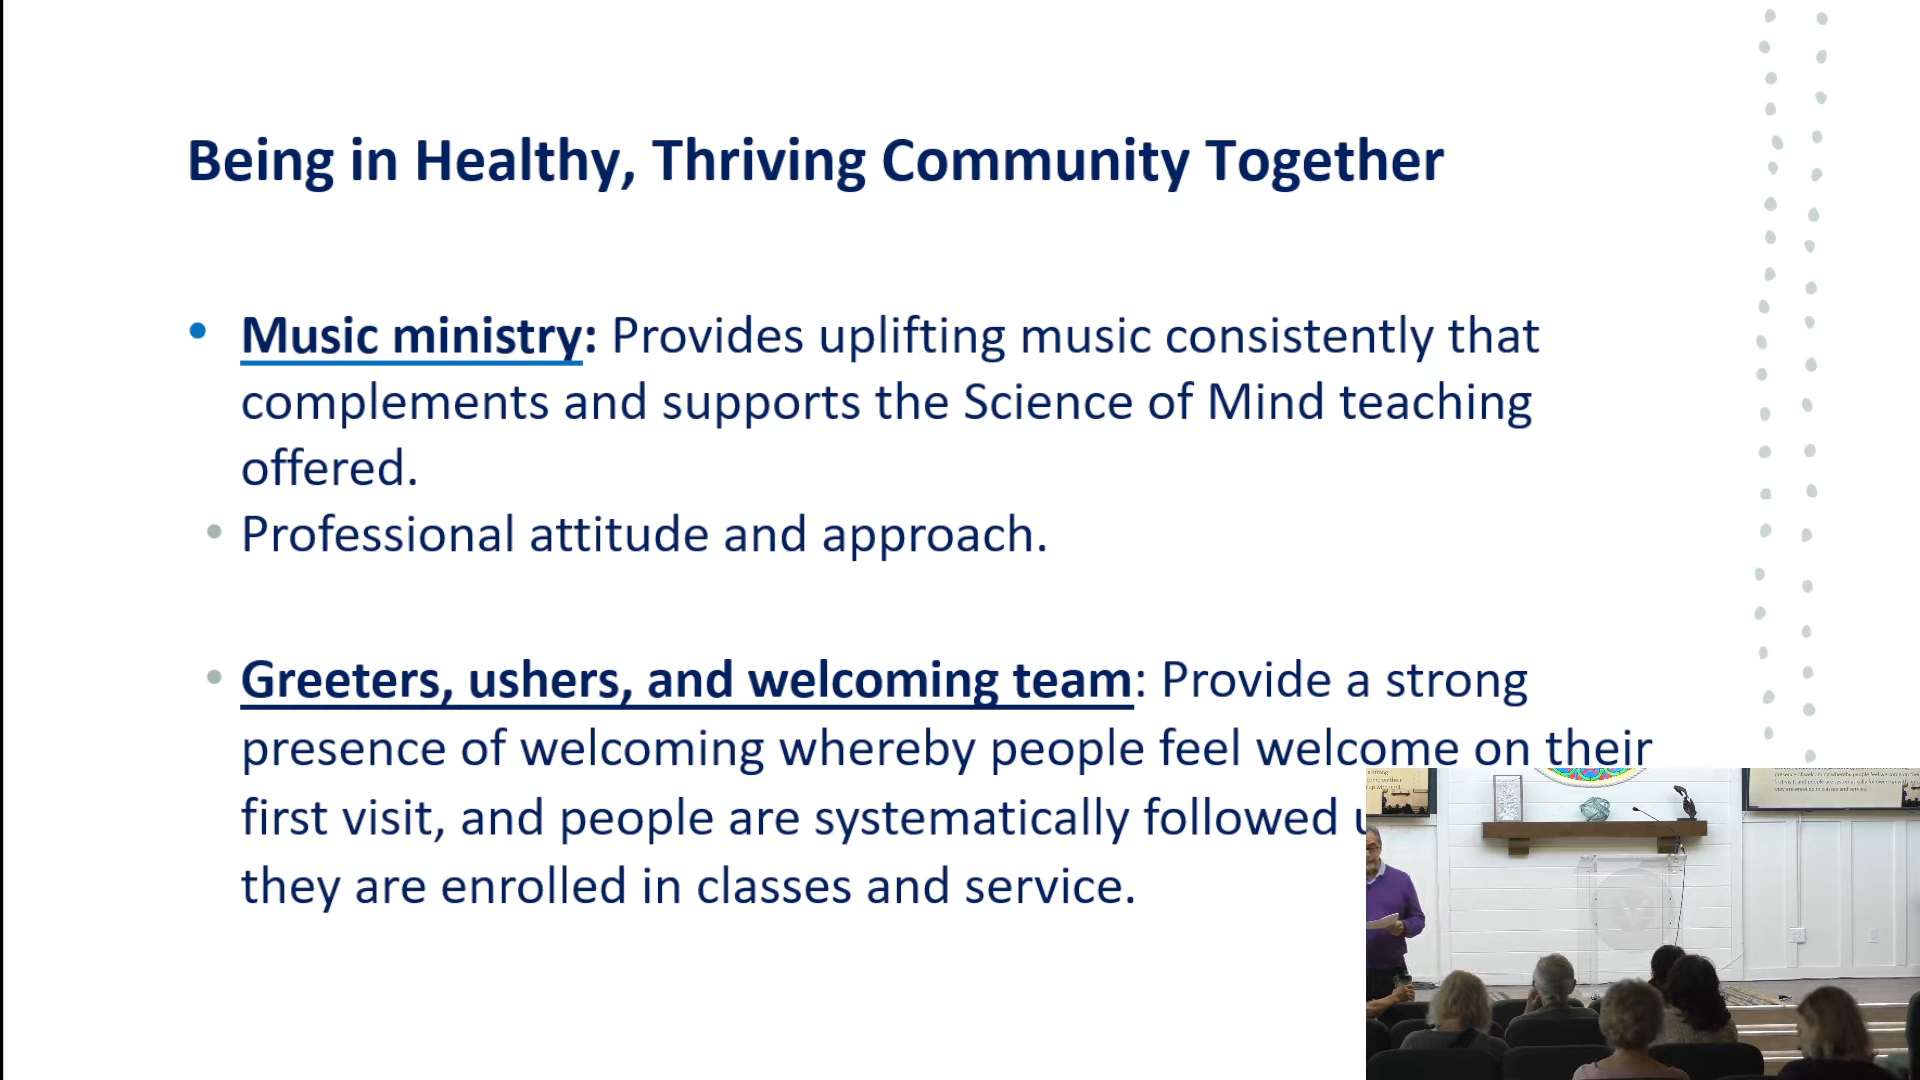 Being in Healthy, Thriving Community Together
• Music ministry: Provides uplifting music consistently that
complements and supports the Science of Mind teaching
offered.
• Professional attitude and approach.
• Greeters, ushers, and welcoming team: Provide a strong
presence of welcoming whereby people feel welcome on their
first visit, and people are systematically followed
they are enrolled in classes and service.